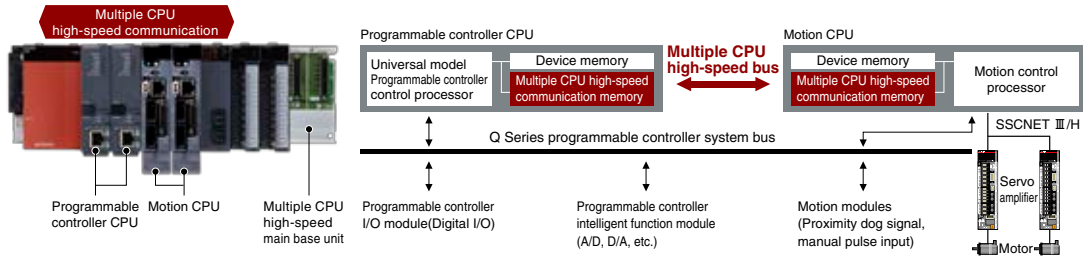 Multiple CPU
high-speed communication
Programmable
controller CPU
Motion CPU
Multiple CPU
high-speed
main base unit
Programmable controller CPU
Universal model
Programmable controller
control processor
Device memory
Multiple CPU high-speed
communication memory
Multiple CPU
high-speed bus
Motion CPU
Device memory
Multiple CPU high-speed
communication memory
Motion control
processor
SSCNET Ⅲ/H
Q Series programmable controller system bus
Programmable controller
I/O module(Digital I/O)
Programmable controller
intelligent function module
(A/D, D/A, etc.)
Motion modules
(Proximity dog signal,
manual pulse input)
Servo
amplifier
Motor